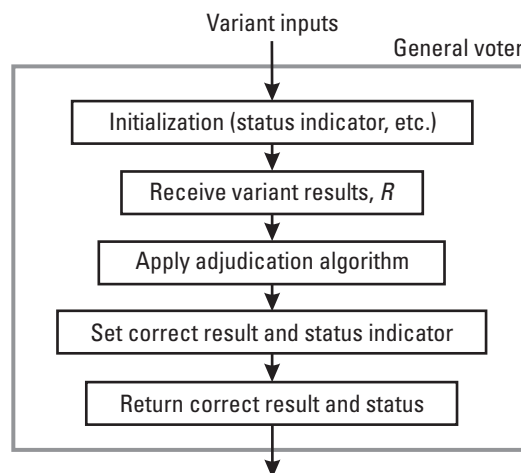 Variant inputs
General voter
Initialization (status indicator, etc.)
Receive variant results, R
Apply adjudication algorithm
Set correct result and status indicator
Return correct result and status